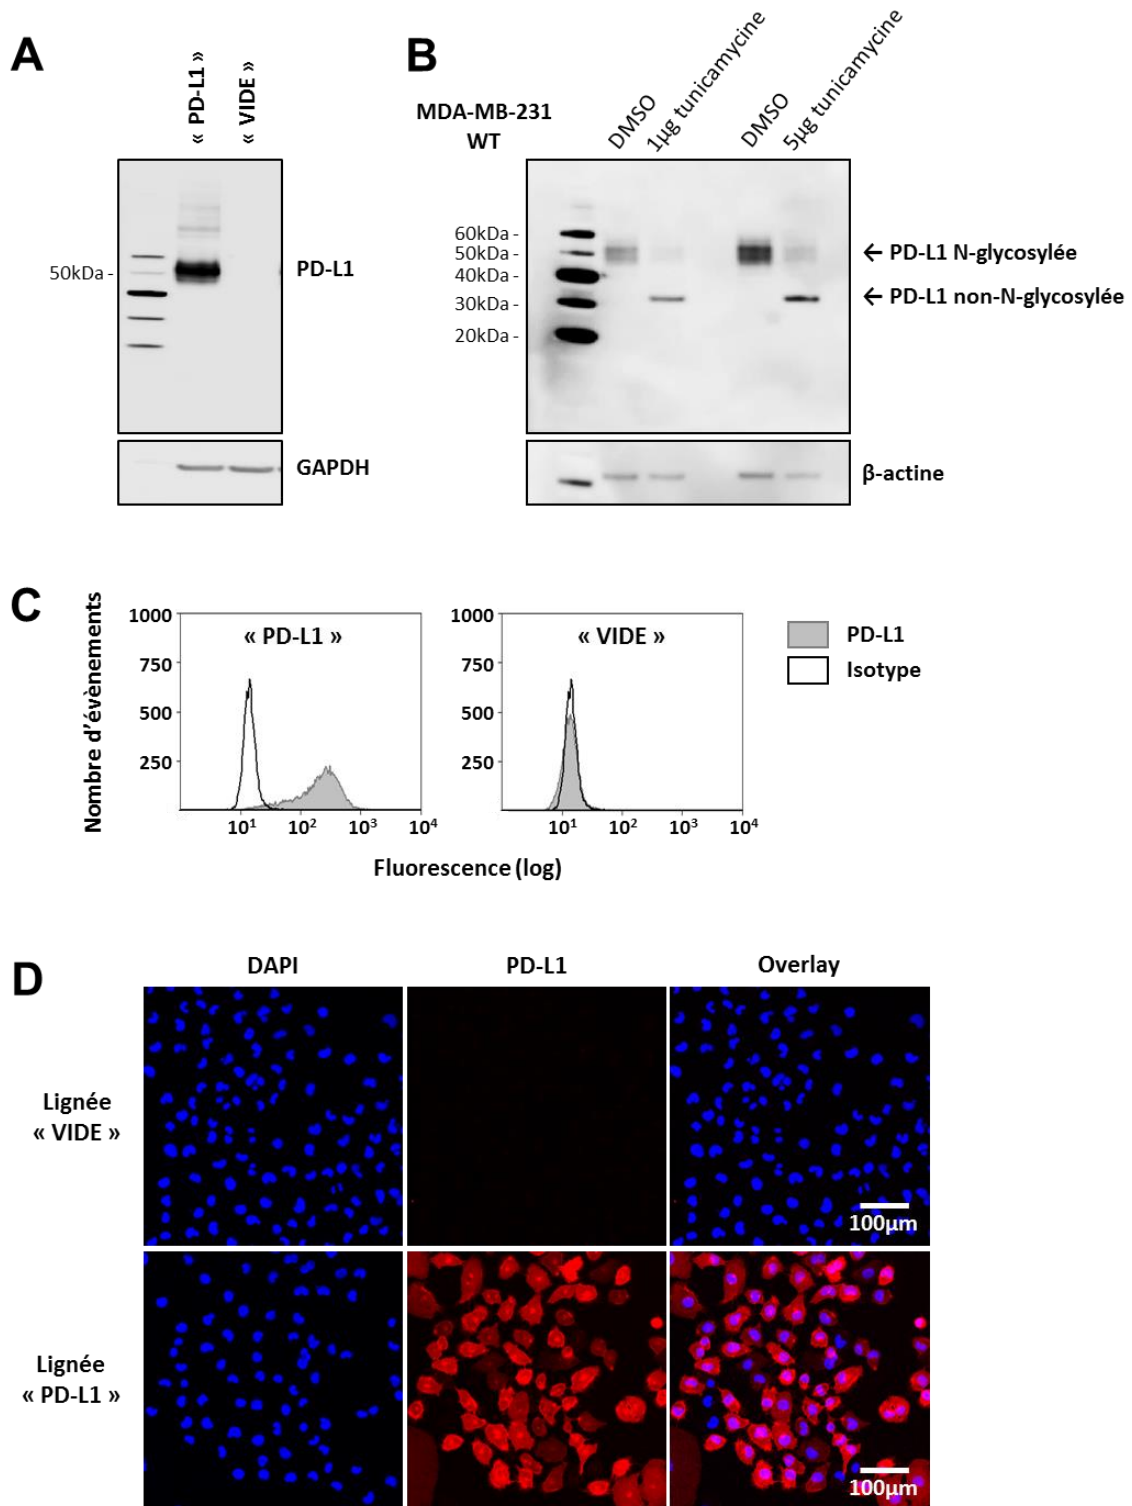 A
« PD-L1 »
« VIDE »
50kDa -
PD-L1
GAPDH
B
MDA-MB-231
WT
DMSO
1µg tunicamycine
DMSO
5µg tunicamycine
60kDa -
50kDa -
40kDa -
30kDa -
20kDa -
← PD-L1 N-glycosylée
← PD-L1 non-N-glycosylée
β-actine
C
Nombre d'évènements
1000
750
500
250
« PD-L1 »
10¹ 10² 10³ 10⁴
1000
750
500
250
« VIDE »
10¹ 10² 10³ 10⁴
Fluorescence (log)
PD-L1
Isotype
D
DAPI
PD-L1
Overlay
Lignée
« VIDE »
100µm
Lignée
« PD-L1 »
100µm